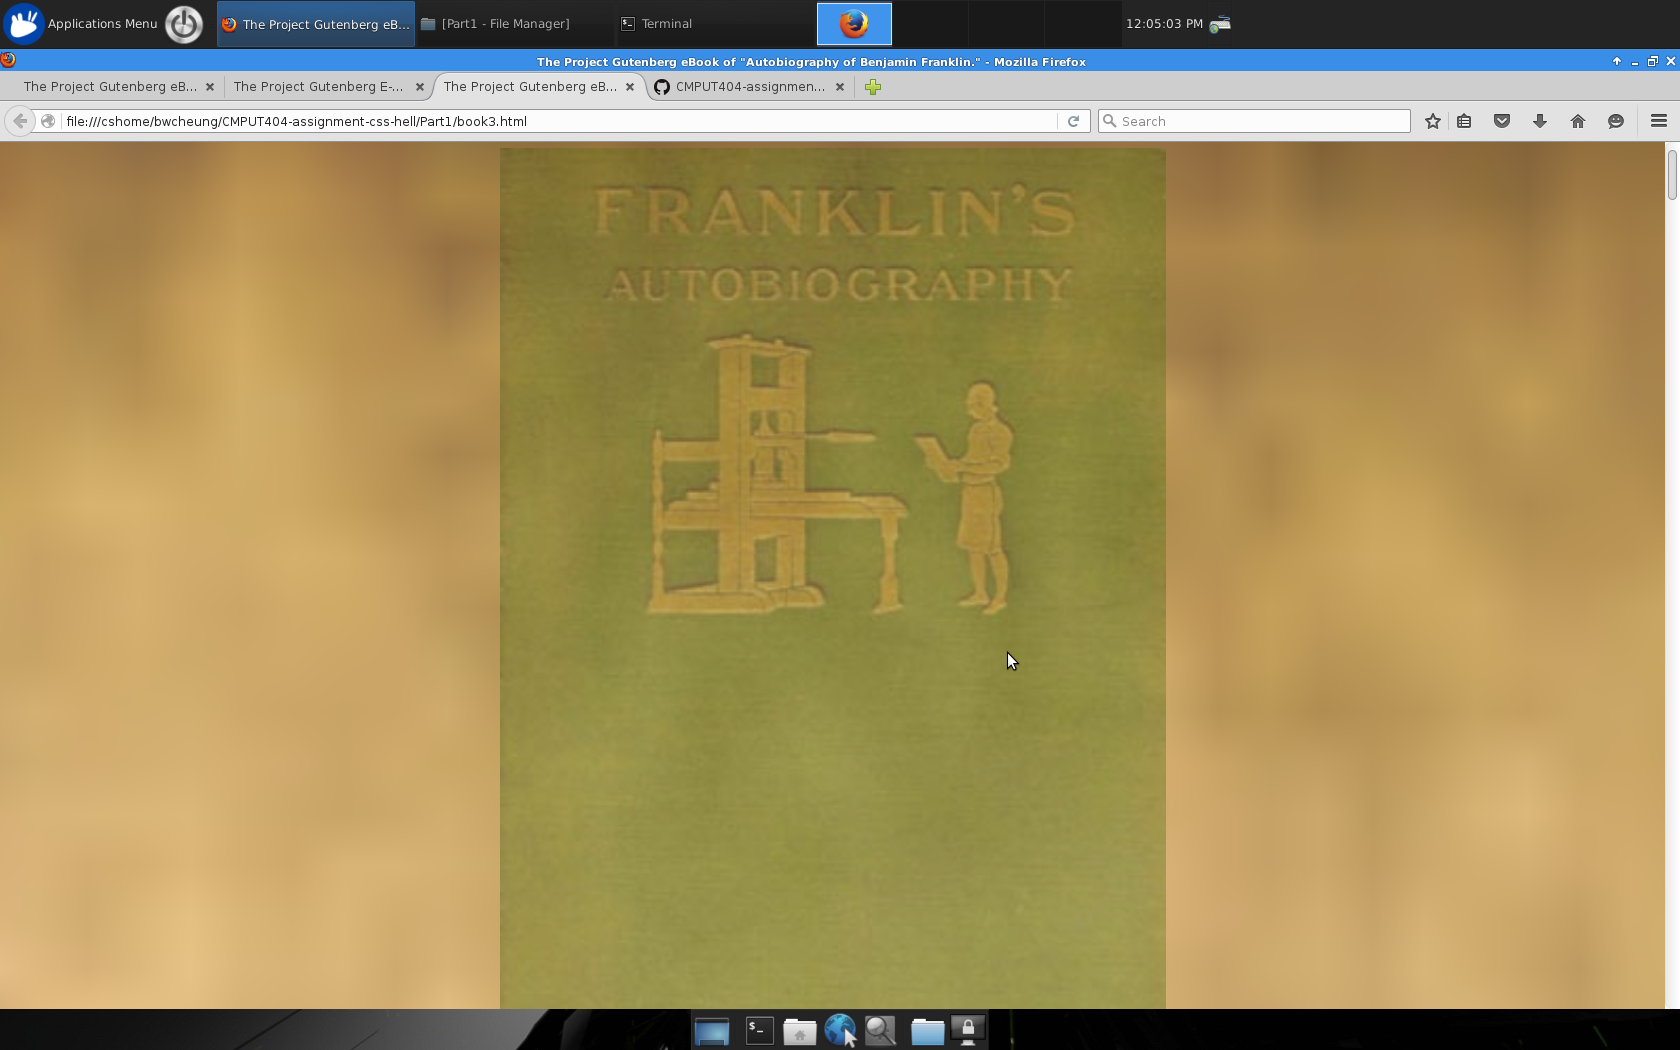 Applications Menu
The Project Gutenberg eB...
[Part1 - File Manager]
Terminal
12:05:03 PM
The Project Gutenberg eBook of "Autobiography of Benjamin Franklin." - Mozilla Firefox
The Project Gutenberg eB...
The Project Gutenberg E-...
The Project Gutenberg eB...
CMPUT404-assignmen...
file:///cshome/bwcheung/CMPUT404-assignment-css-hell/Part1/book3.html
Search
FRANKLIN'S
AUTOBIOGRAPHY